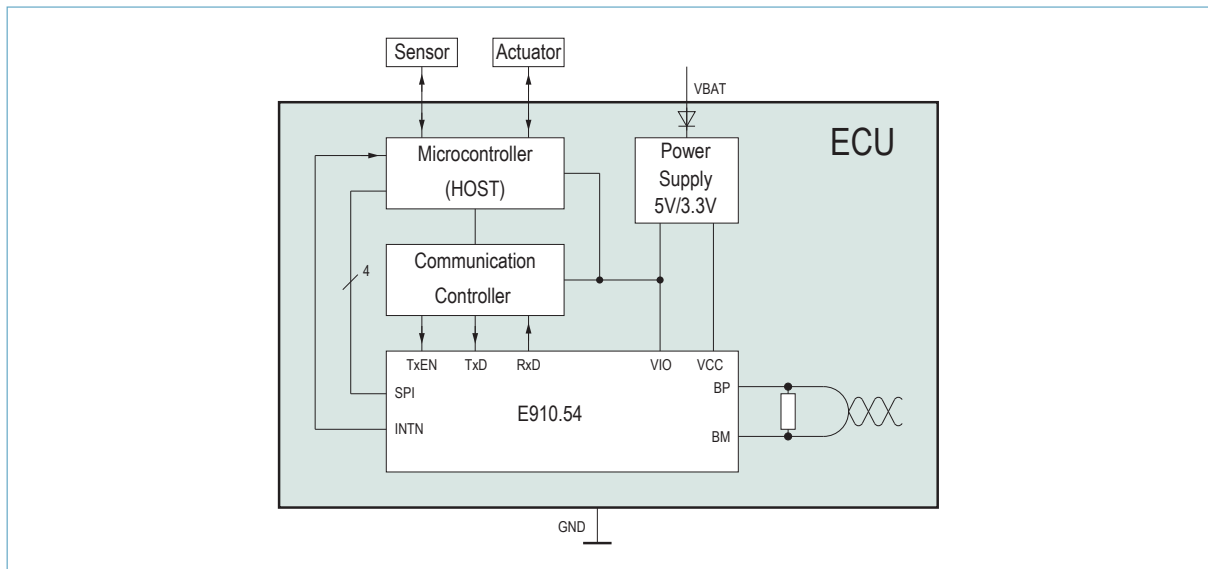 Sensor
Actuator
VBAT
ECU
Microcontroller
(HOST)
Power
Supply
5V/3.3V
4
Communication
Controller
TxEN
TxD
RxD
VIO
VCC
SPI
BP
E910.54
INTN
BM
GND